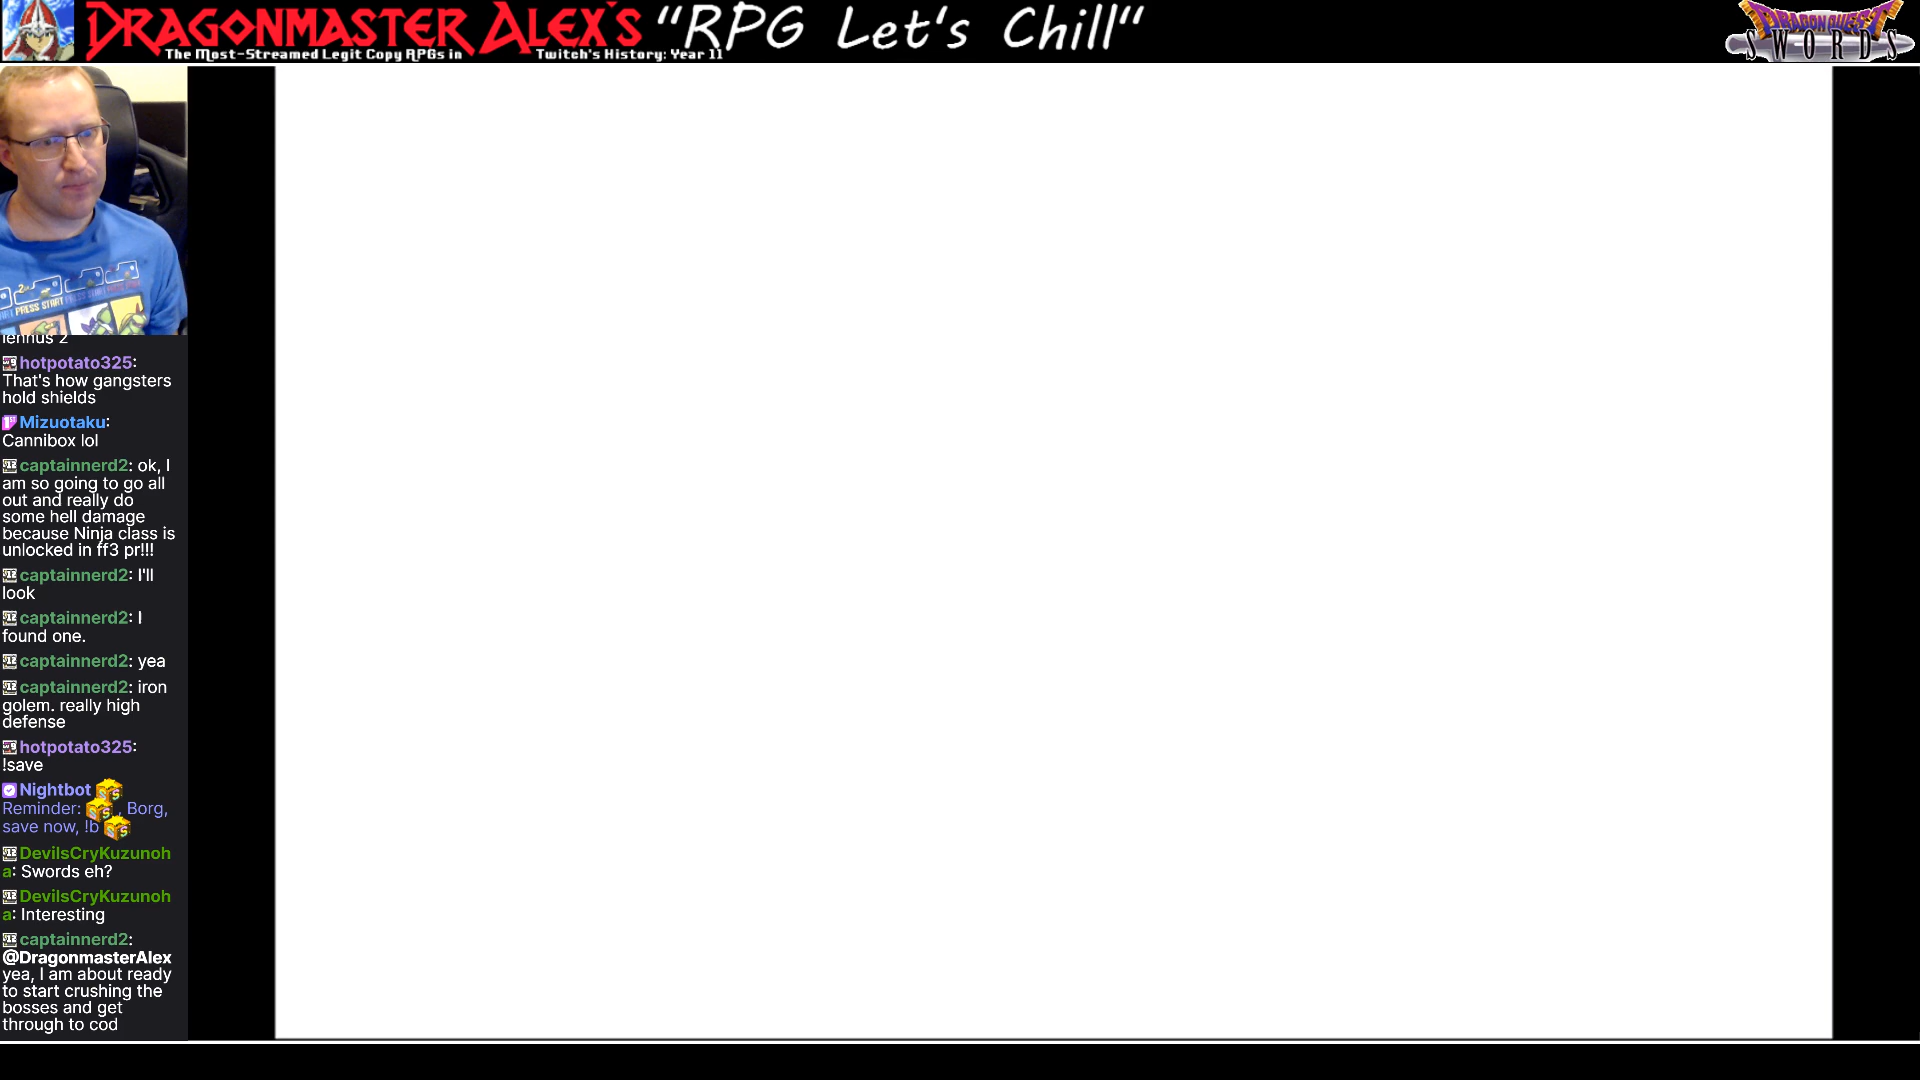 DRAGONMASTER ALEX'S "RPG Let's Chill"
The Most-Streamed Legit Copy RPGs in Twitch's History: Year 11
DRAGON QUEST
SWORDS
PRESS START
lennus 2
hotpotato325:
That's how gangsters
hold shields
Mizuotaku:
Cannibox lol
captainnerd2: ok, I
am so going to go all
out and really do
some hell damage
because Ninja class is
unlocked in ff3 pr!!!
captainnerd2: I'll
look
captainnerd2: I
found one.
captainnerd2: yea
captainnerd2: iron
golem. really high
defense
hotpotato325:
!save
Nightbot
Reminder: , Borg,
save now, !b
DevilsCryKuzunoh
a: Swords eh?
DevilsCryKuzunoh
a: Interesting
captainnerd2:
@DragonmasterAlex
yea, I am about ready
to start crushing the
bosses and get
through to cod